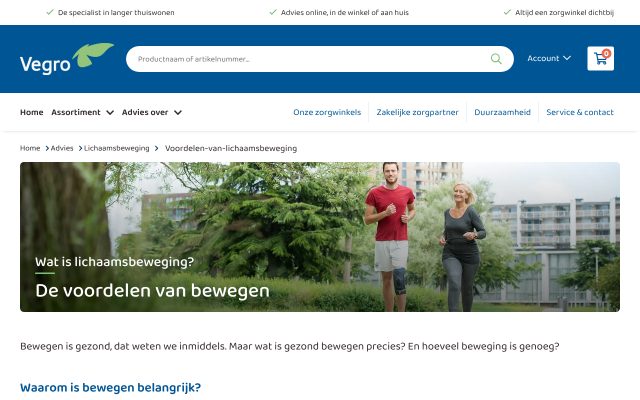 De specialist in langer thuiswonen
Advies online, in de winkel of aan huis
Altijd een zorgwinkel dichtbij
Vegro
Productnaam of artikelnummer...
Account
0
Home
Assortiment
Advies over
Onze zorgwinkels
Zakelijke zorgpartner
Duurzaamheid
Service & contact
Home
Advies
Lichaamsbeweging
Voordelen-van-lichaamsbeweging
Wat is lichaamsbeweging?
De voordelen van bewegen
Bewegen is gezond, dat weten we inmiddels. Maar wat is gezond bewegen precies? En hoeveel beweging is genoeg?
Waarom is bewegen belangrijk?